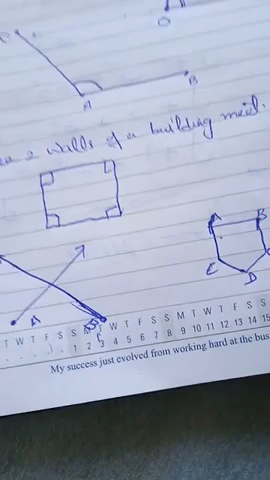 O
B
A
2 walls of a building meet.
A B
E
D
A B
T W T F S S M T W T F S S M T W T F S S M T W T F S S
1 2 3 4 5 6 7 8 9 10 11 12 13 14 15
My success just evolved from working hard at the bus